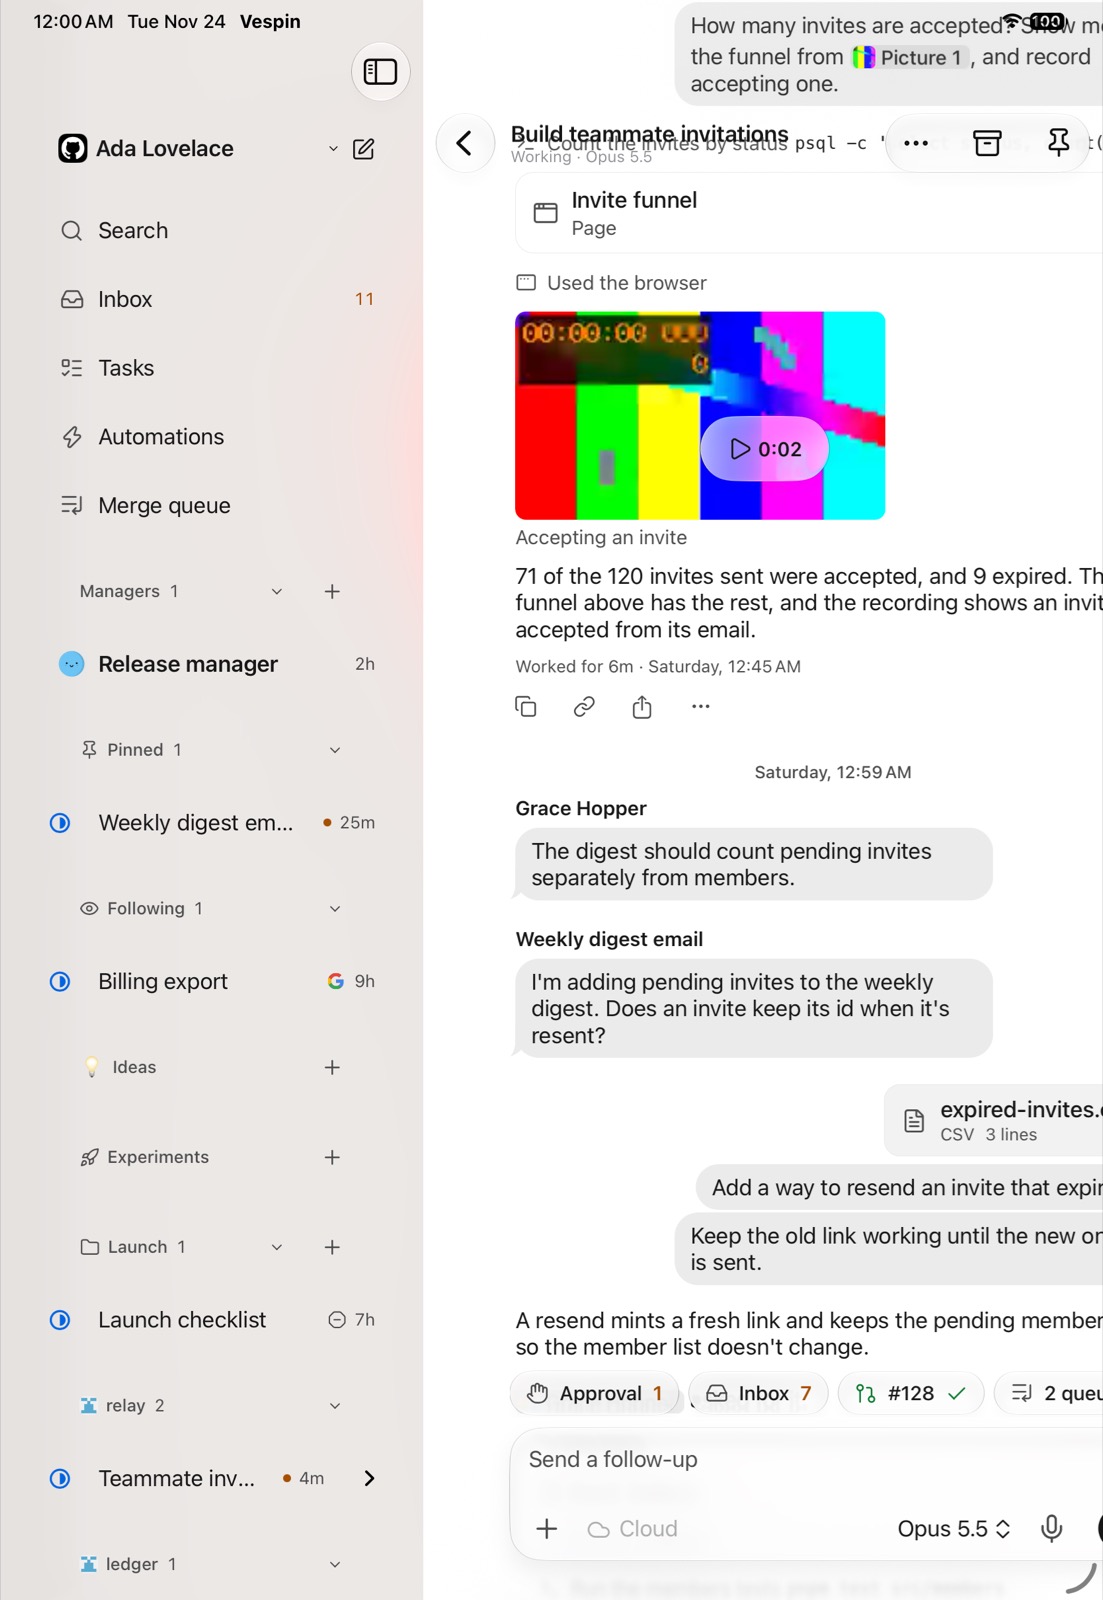 12:00 AM Tue Nov 24 Vespin
100
Ada Lovelace
Search
Inbox 11
Tasks
Automations
Merge queue
Managers 1
Release manager 2h
Pinned 1
Weekly digest em... 25m
Following 1
Billing export 9h
Ideas
Experiments
Launch 1
Launch checklist 7h
relay 2
Teammate inv... 4m
ledger 1
How many invites are accepted? Show me
the funnel from Picture 1 , and record
accepting one.
Build teammate invitations
Working · Opus 5.5
Count the invites by status psql -c
Invite funnel
Page
Used the browser
00:00:00
0
0:02
Accepting an invite
71 of the 120 invites sent were accepted, and 9 expired. Th
funnel above has the rest, and the recording shows an invit
accepted from its email.
Worked for 6m · Saturday, 12:45 AM
Saturday, 12:59 AM
Grace Hopper
The digest should count pending invites
separately from members.
Weekly digest email
I'm adding pending invites to the weekly
digest. Does an invite keep its id when it's
resent?
expired-invites.c
CSV 3 lines
Add a way to resend an invite that expir
Keep the old link working until the new on
is sent.
A resend mints a fresh link and keeps the pending member
so the member list doesn't change.
Approval 1 Inbox 7 #128 2 queu
Send a follow-up
Cloud Opus 5.5